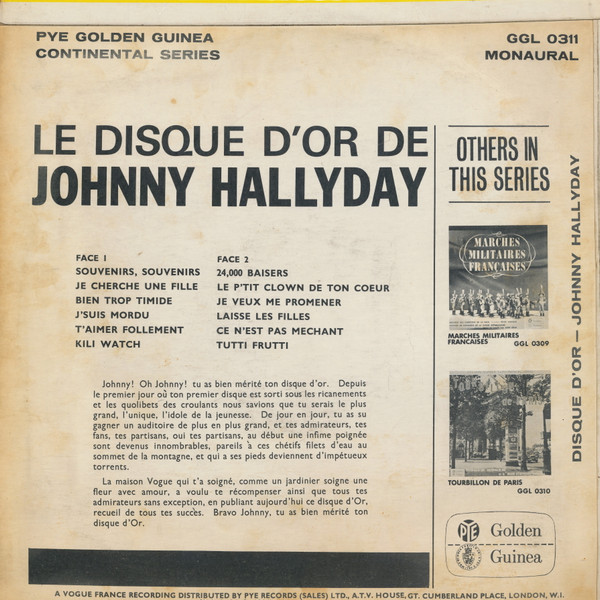 PYE GOLDEN GUINEA
CONTINENTAL SERIES
GGL 0311
MONAURAL
LE DISQUE D'OR DE
JOHNNY HALLYDAY
FACE 1
SOUVENIRS, SOUVENIRS
JE CHERCHE UNE FILLE
BIEN TROP TIMIDE
J'SUIS MORDU
T'AIMER FOLLEMENT
KILI WATCH
FACE 2
24,000 BAISERS
LE P'TIT CLOWN DE TON COEUR
JE VEUX ME PROMENER
LAISSE LES FILLES
CE N'EST PAS MECHANT
TUTTI FRUTTI
Johnny! Oh Johnny! tu as bien mérité ton disque d'or. Depuis
le premier jour où ton premier disque est sorti sous les ricanements
et les quolibets des croulants nous savions que tu serais le plus
grand, l'unique, l'idole de la jeunesse. De jour en jour, tu as su
gagner un auditoire de plus en plus grand, et tes admirateurs, tes
fans, tes partisans, oui tes partisans, au début une infime poignée
sont devenus innombrables, pareils à ces chétifs filets d'eau au
sommet de la montagne, et qui a ses pieds deviennent d'impétueux
torrents.
La maison Vogue qui t'a soigné, comme un jardinier soigne une
fleur avec amour, a voulu te récompenser ainsi que tous tes
admirateurs sans exception, en publiant aujourd'hui ce disque d'Or,
recueil de tous tes succès. Bravo Johnny, tu as bien mérité ton
disque d'Or.
OTHERS IN
THIS SERIES
MARCHES
MILITAIRES
FRANÇAISES
MARCHES MILITAIRES
FRANCAISES
GGL 0309
TOURBILLON DE PARIS
GGL 0310
PYE
Golden
Guinea
DISQUE D'OR – JOHNNY HALLYDAY
A VOGUE FRANCE RECORDING DISTRIBUTED BY PYE RECORDS (SALES) LTD., A.T.V. HOUSE, GT. CUMBERLAND PLACE, LONDON, W.I.